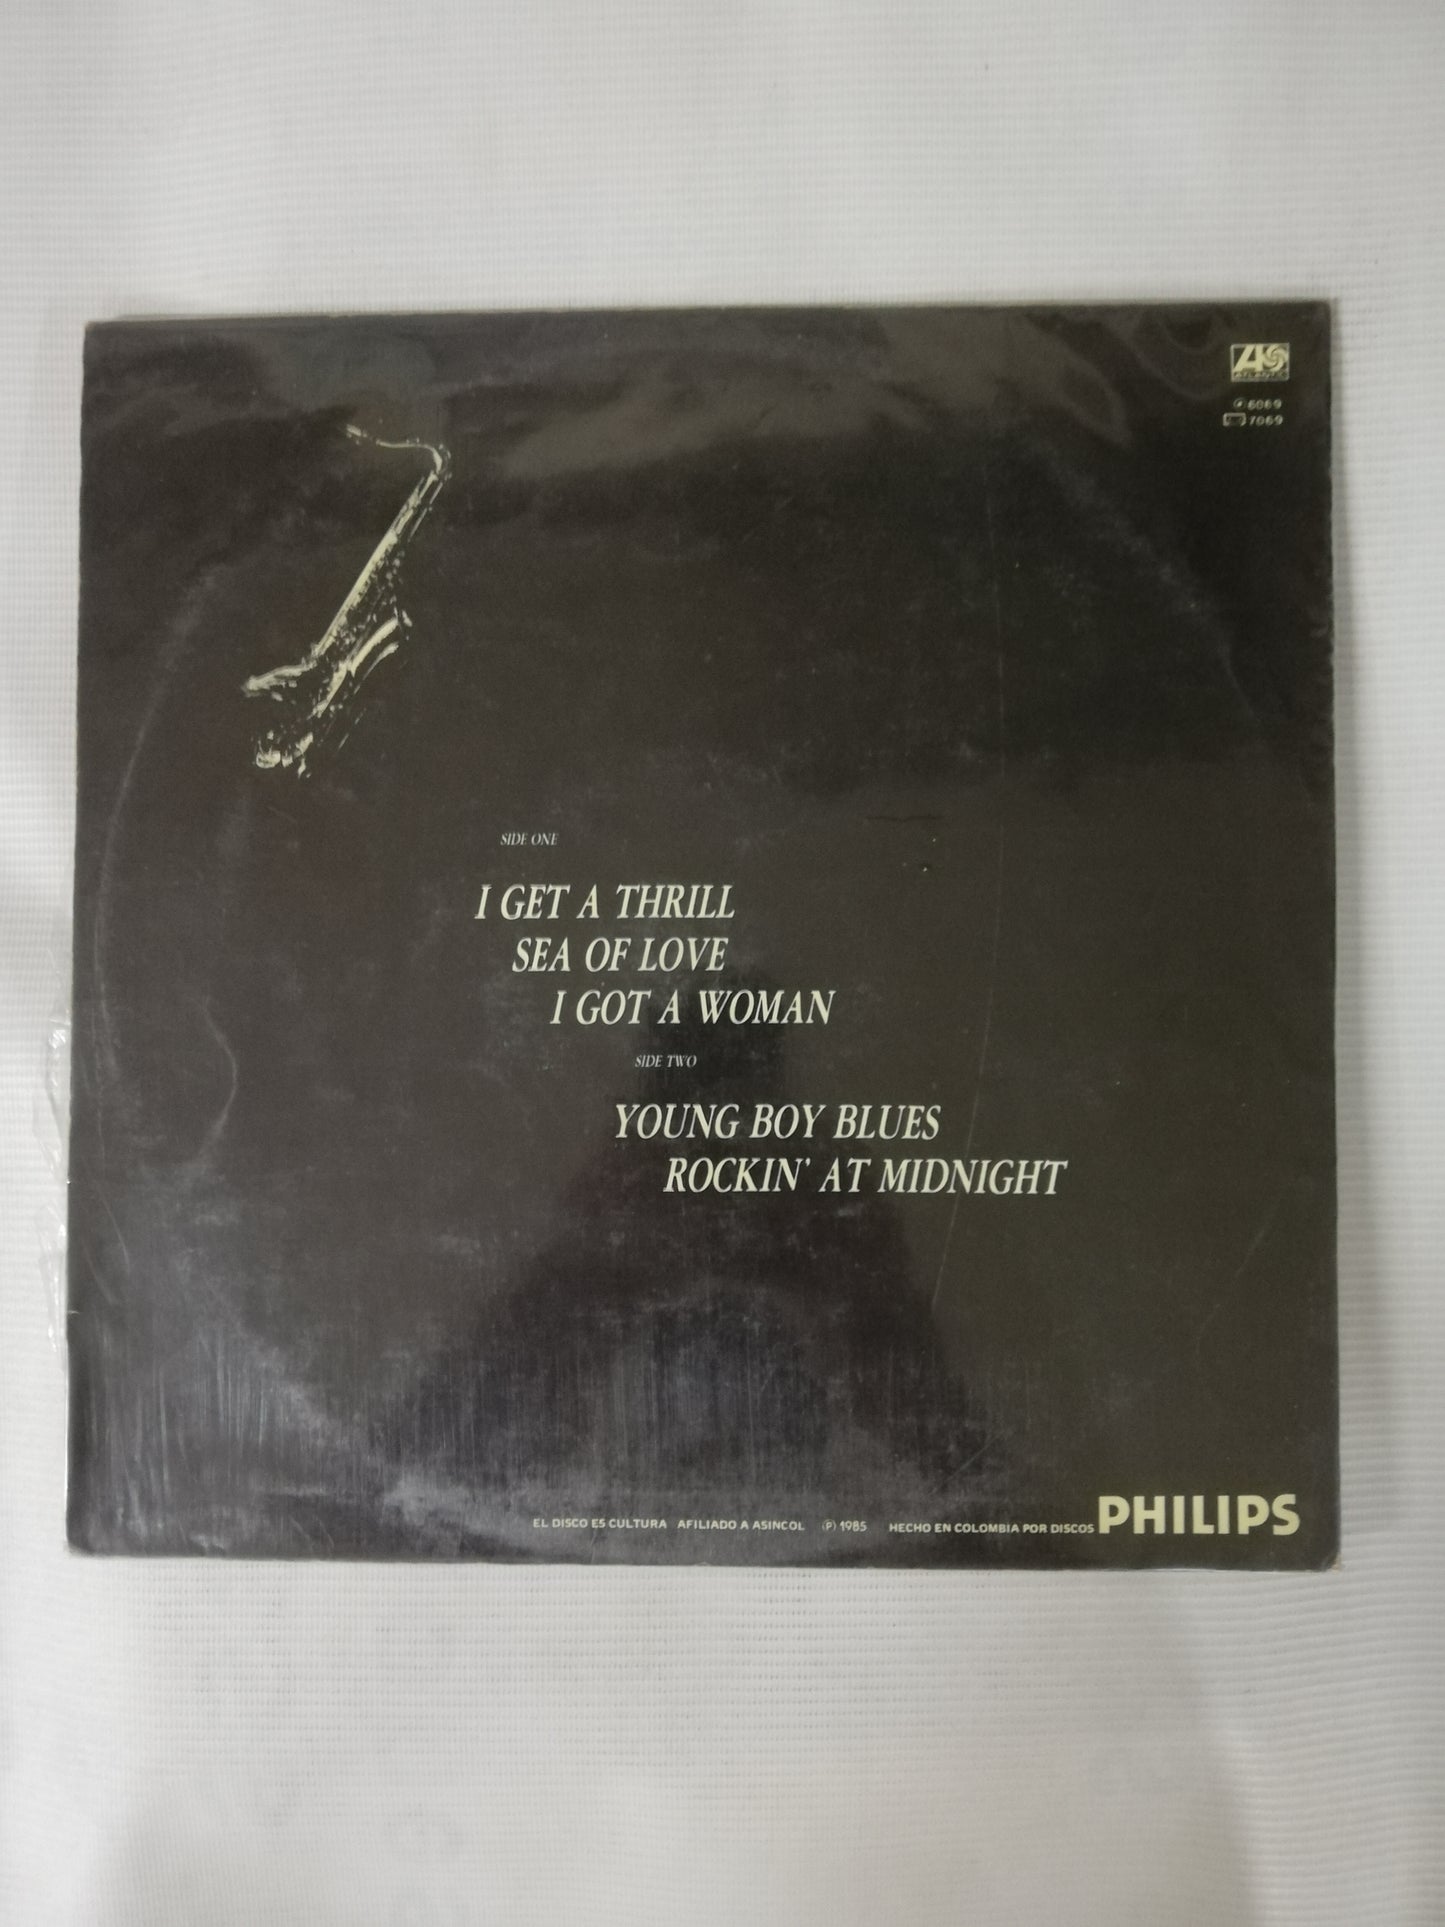 6069
7069
SIDE ONE
I GET A THRILL
SEA OF LOVE
I GOT A WOMAN
SIDE TWO
YOUNG BOY BLUES
ROCKIN' AT MIDNIGHT
EL DISCO ES CULTURA AFILIADO A ASINCOL Ⓟ 1985 HECHO EN COLOMBIA POR DISCOS PHILIPS